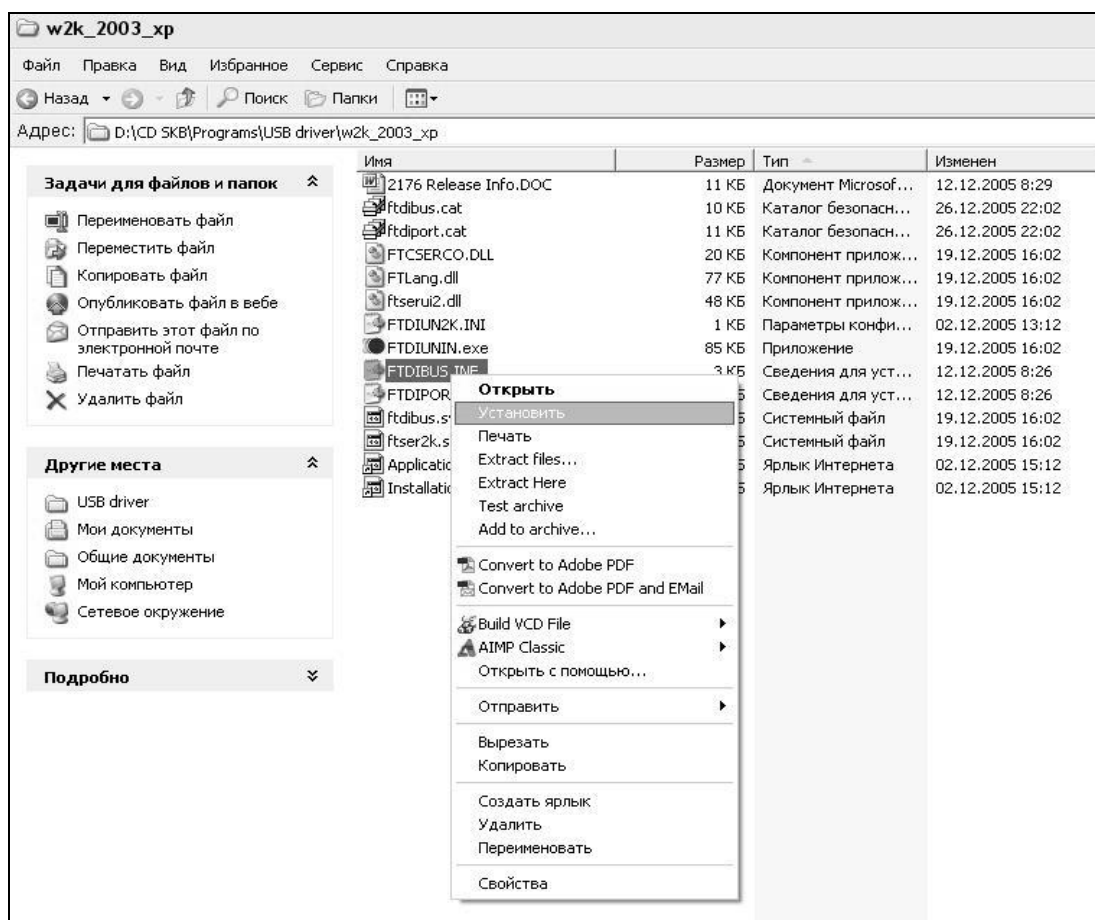 w2k_2003_xp
Файл Правка Вид Избранное Сервис Справка
Назад Поиск Папки
Адрес: D:\CD SKB\Programs\USB driver\w2k_2003_xp
Задачи для файлов и папок
Переименовать файл
Переместить файл
Копировать файл
Опубликовать файл в вебе
Отправить этот файл по
электронной почте
Печатать файл
Удалить файл
Другие места
USB driver
Мои документы
Общие документы
Мой компьютер
Сетевое окружение
Подробно
Имя Размер Тип Изменен
2176 Release Info.DOC 11 КБ Документ Microsof... 12.12.2005 8:29
ftdibus.cat 10 КБ Каталог безопасн... 26.12.2005 22:02
ftdiport.cat 11 КБ Каталог безопасн... 26.12.2005 22:02
FTCSERCO.DLL 20 КБ Компонент прилож... 19.12.2005 16:02
FTLang.dll 77 КБ Компонент прилож... 19.12.2005 16:02
ftserui2.dll 48 КБ Компонент прилож... 19.12.2005 16:02
FTDIUN2K.INI 1 КБ Параметры конфи... 02.12.2005 13:12
FTDIUNIN.exe 85 КБ Приложение 19.12.2005 16:02
FTDIBUS.INF 3 КБ Сведения для уст... 12.12.2005 8:26
FTDIPOR Сведения для уст... 12.12.2005 8:26
ftdibus.s Системный файл 19.12.2005 16:02
ftser2k.s Системный файл 19.12.2005 16:02
Applicatio Ярлык Интернета 02.12.2005 15:12
Installatio Ярлык Интернета 02.12.2005 15:12
Открыть
Установить
Печать
Extract files...
Extract Here
Test archive
Add to archive...
Convert to Adobe PDF
Convert to Adobe PDF and EMail
Build VCD File
AIMP Classic
Открыть с помощью...
Отправить
Вырезать
Копировать
Создать ярлык
Удалить
Переименовать
Свойства